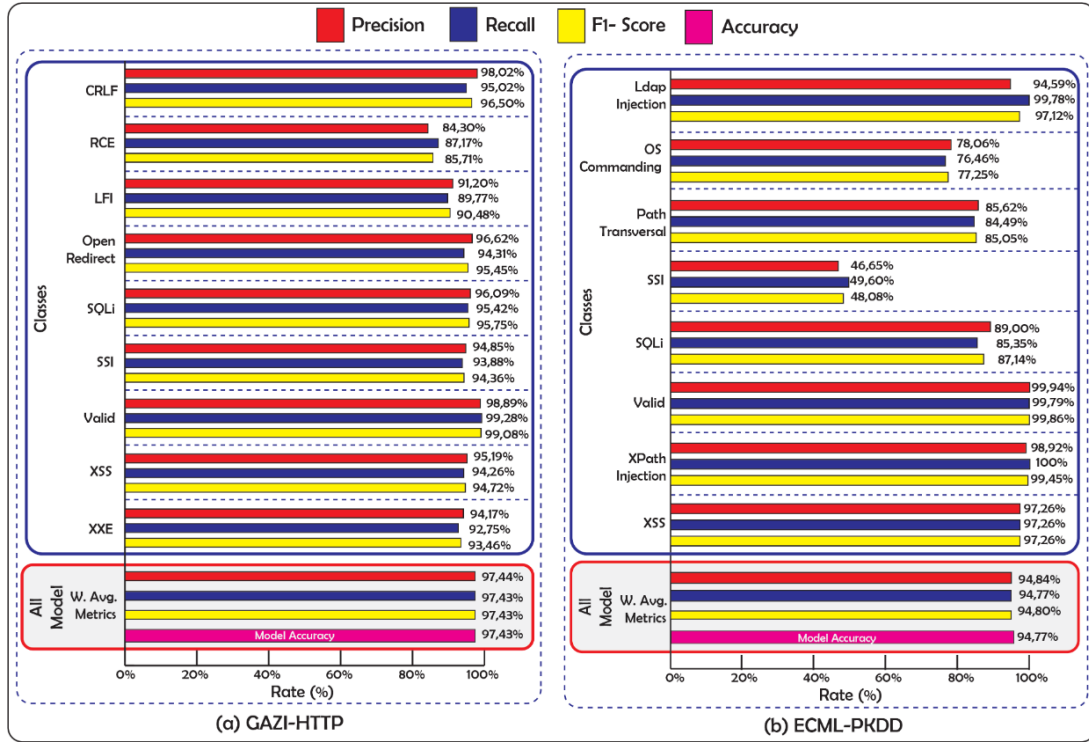 Precision Recall F1- Score Accuracy
Classes
CRLF
98,02%
95,02%
96,50%
RCE
84,30%
87,17%
85,71%
LFI
91,20%
89,77%
90,48%
Open
Redirect
96,62%
94,31%
95,45%
SQLi
96,09%
95,42%
95,75%
SSI
94,85%
93,88%
94,36%
Valid
98,89%
99,28%
99,08%
XSS
95,19%
94,26%
94,72%
XXE
94,17%
92,75%
93,46%
All
Model
W. Avg.
Metrics
97,44%
97,43%
97,43%
Model Accuracy 97,43%
0% 20% 40% 60% 80% 100%
Rate (%)
(a) GAZI-HTTP
Classes
Ldap
Injection
94,59%
99,78%
97,12%
OS
Commanding
78,06%
76,46%
77,25%
Path
Transversal
85,62%
84,49%
85,05%
SSI
46,65%
49,60%
48,08%
SQLi
89,00%
85,35%
87,14%
Valid
99,94%
99,79%
99,86%
XPath
Injection
98,92%
100%
99,45%
XSS
97,26%
97,26%
97,26%
All
Model
W. Avg.
Metrics
94,84%
94,77%
94,80%
Model Accuracy 94,77%
0% 20% 40% 60% 80% 100%
Rate (%)
(b) ECML-PKDD